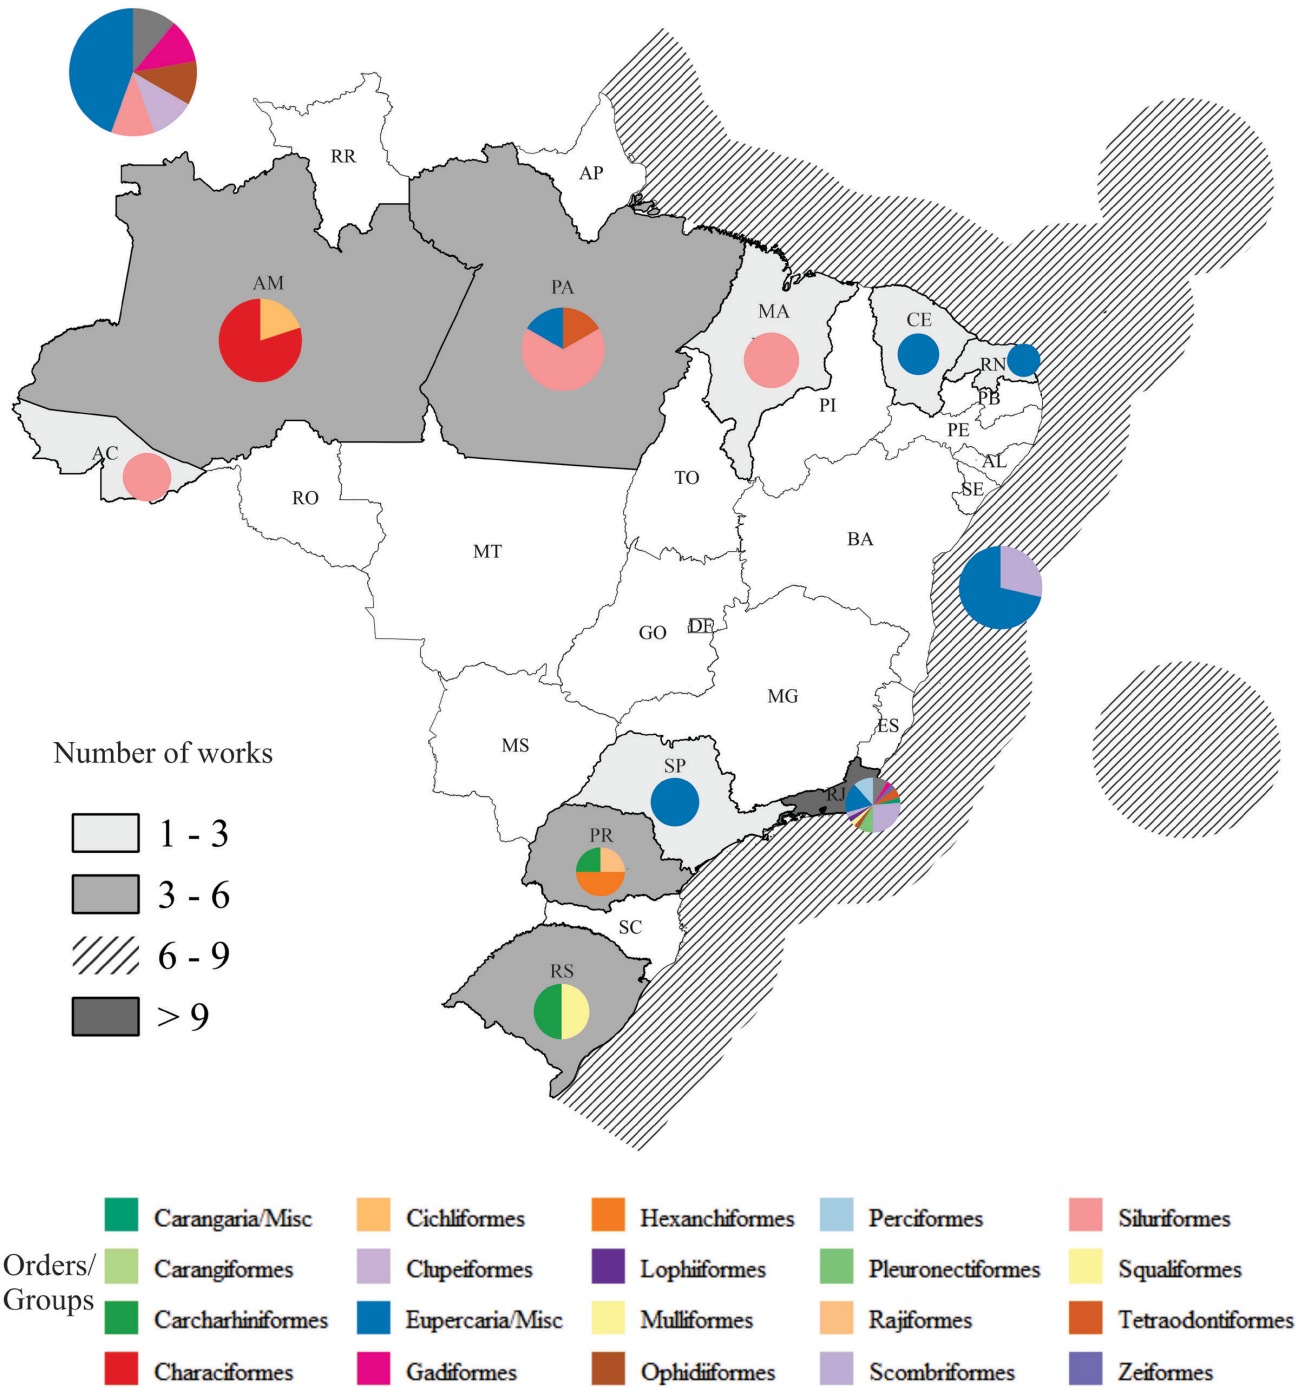 RR
AP
AM
PA
MA
CE
RN
PB
PI
PE
AL
SE
AC
RO
TO
BA
MT
GO
DF
MG
ES
MS
SP
RJ
PR
SC
RS
Number of works
1 - 3
3 - 6
6 - 9
> 9
Orders/
Groups
Carangaria/Misc
Cichliformes
Hexanchiformes
Perciformes
Siluriformes
Carangiformes
Clupeiformes
Lophiiformes
Pleuronectiformes
Squaliformes
Carcharhiniformes
Eupercaria/Misc
Mulliformes
Rajiformes
Tetraodontiformes
Characiformes
Gadiformes
Ophidiiformes
Scombriformes
Zeiformes